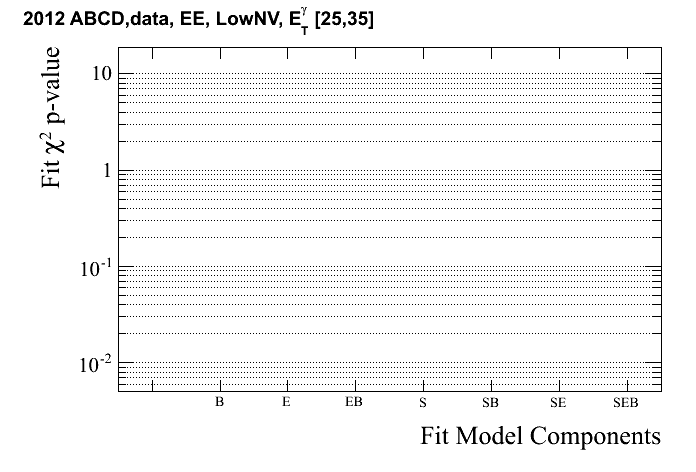 2012 ABCD,data, EE, LowNV, E_T^γ [25,35]
Fit χ² p-value
10
1
10⁻¹
10⁻²
B E EB S SB SE SEB
Fit Model Components